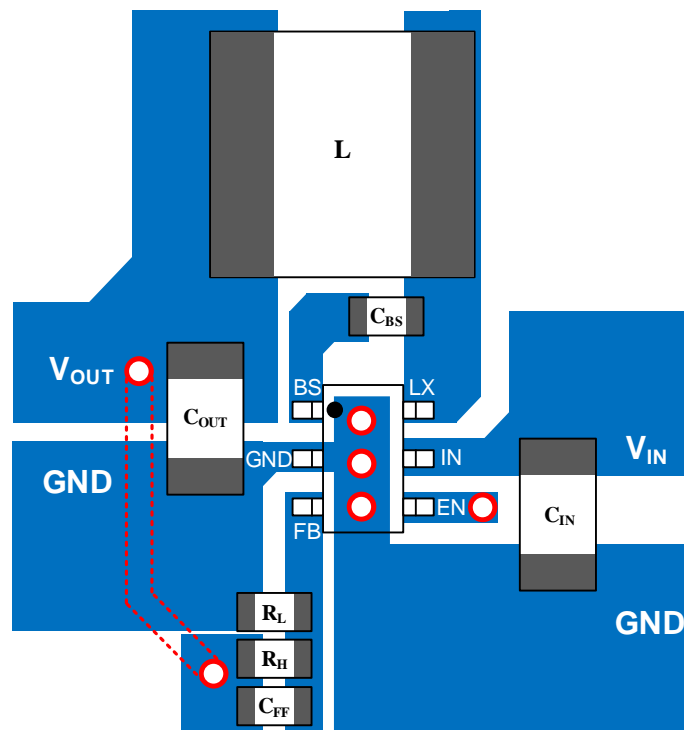 L
C_BS
V_OUT
C_OUT
BS
LX
GND
IN
V_IN
GND
FB
EN
C_IN
R_L
GND
R_H
C_FF